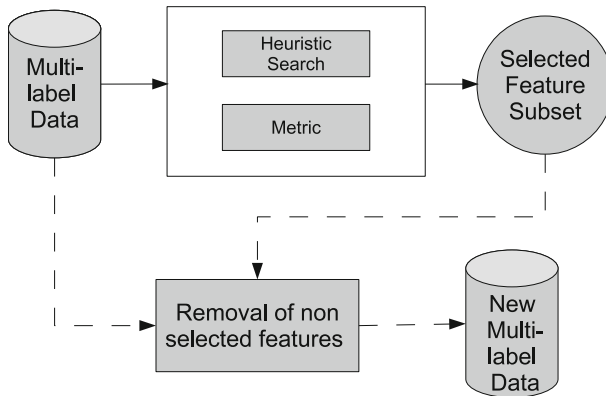 Multi-
label
Data
Heuristic
Search
Metric
Selected
Feature
Subset
Removal of non
selected features
New
Multi-
label
Data